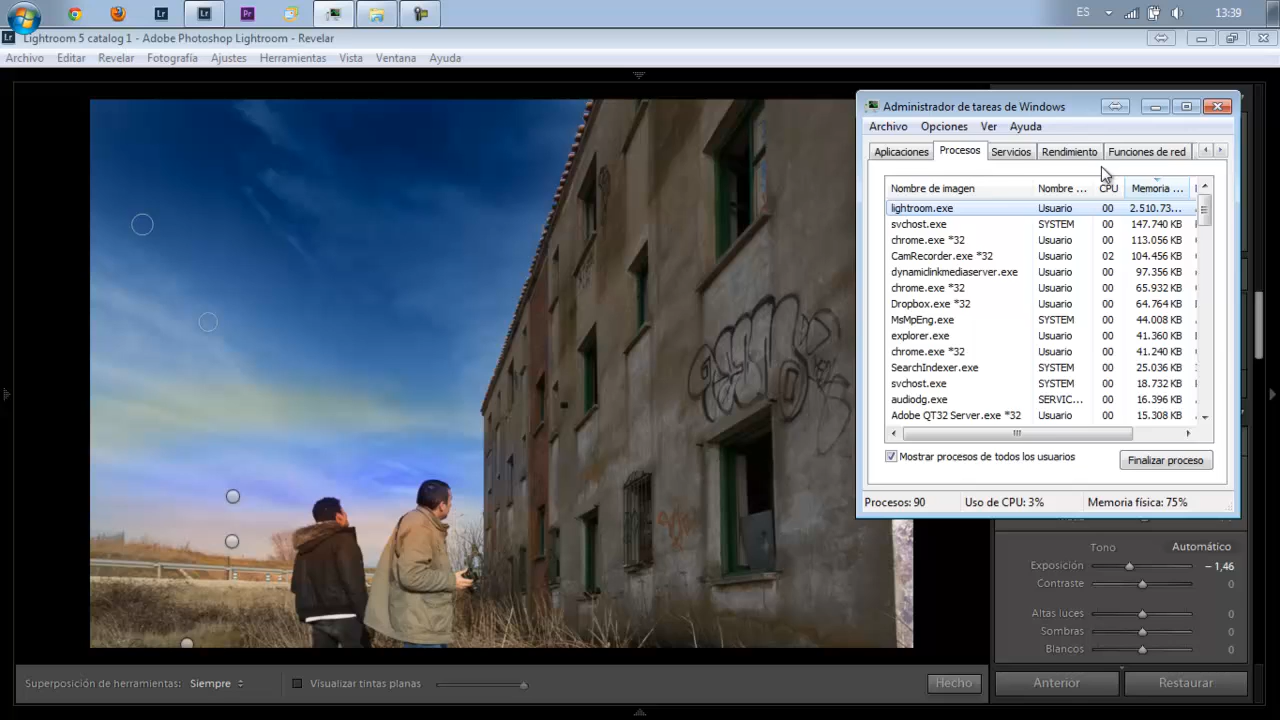 ES
13:39
Lightroom 5 catalog 1 - Adobe Photoshop Lightroom - Revelar
Archivo Editar Revelar Fotografía Ajustes Herramientas Vista Ventana Ayuda
Administrador de tareas de Windows
Archivo Opciones Ver Ayuda
Aplicaciones Procesos Servicios Rendimiento Funciones de red
Nombre de imagen Nombre ... CPU Memoria ...
lightroom.exe Usuario 00 2.510.73...
svchost.exe SYSTEM 00 147.740 KB
chrome.exe *32 Usuario 00 113.056 KB
CamRecorder.exe *32 Usuario 02 104.456 KB
dynamiclinkmediaserver.exe Usuario 00 97.356 KB
chrome.exe *32 Usuario 00 65.932 KB
Dropbox.exe *32 Usuario 00 64.764 KB
MsMpEng.exe SYSTEM 00 44.008 KB
explorer.exe Usuario 00 41.360 KB
chrome.exe *32 Usuario 00 41.240 KB
SearchIndexer.exe SYSTEM 00 25.036 KB
svchost.exe SYSTEM 00 18.732 KB
audiodg.exe SERVIC... 00 16.396 KB
Adobe QT32 Server.exe *32 Usuario 00 15.308 KB
Mostrar procesos de todos los usuarios
Finalizar proceso
Procesos: 90 Uso de CPU: 3% Memoria física: 75%
Tono Automático
Exposición - 1,46
Contraste 0
Altas luces 0
Sombras 0
Blancos 0
Superposición de herramientas: Siempre Visualizar tintas planas Hecho Anterior Restaurar